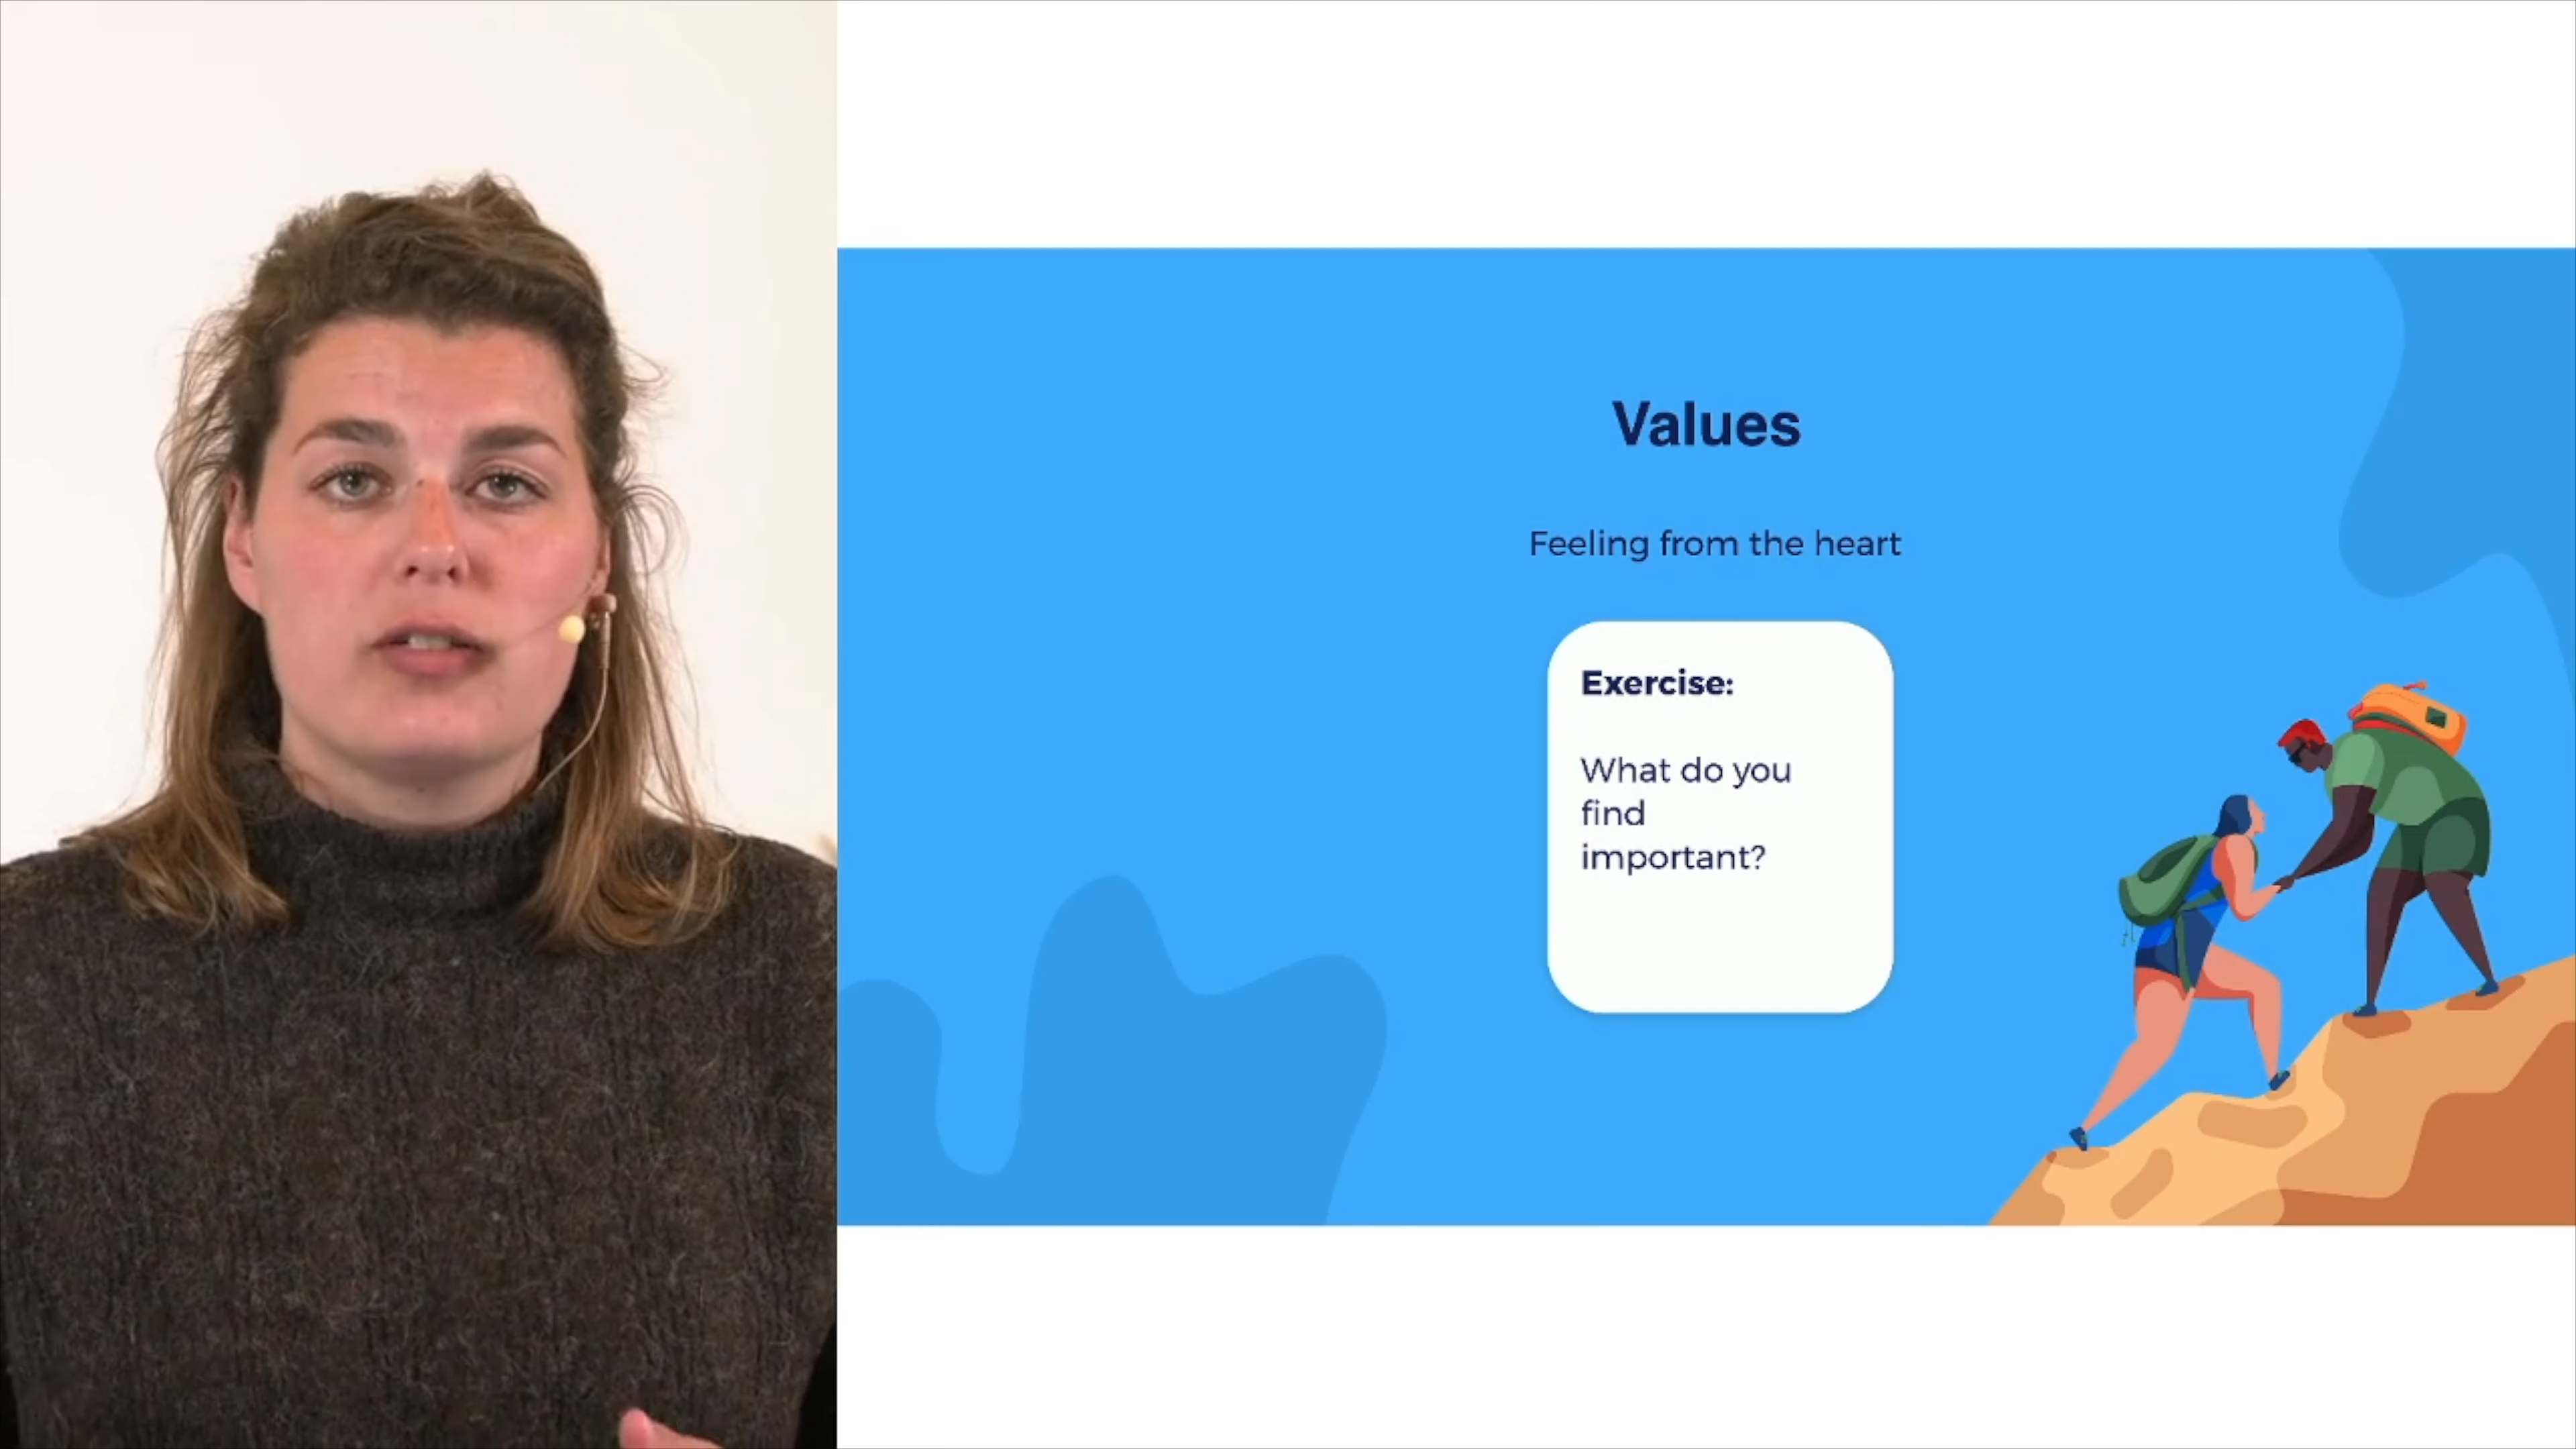 Values
Feeling from the heart
Exercise:
What do you
find
important?